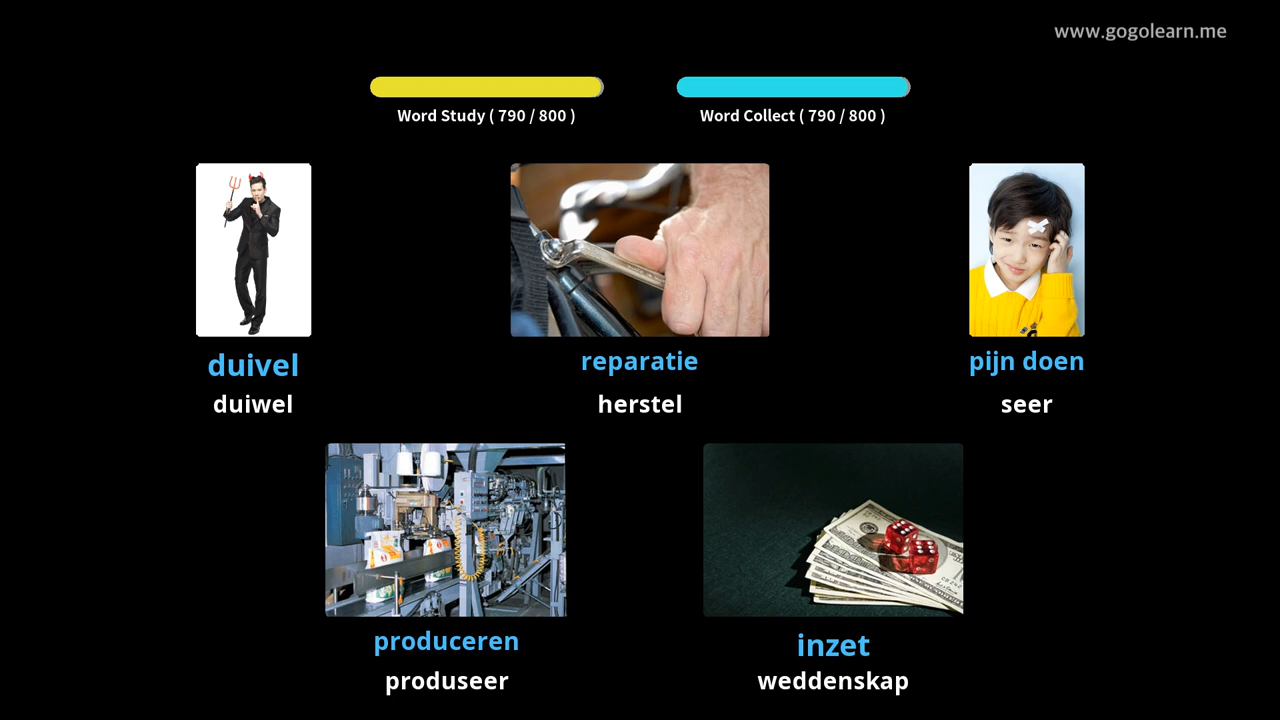 www.gogolearn.me
Word Study ( 790 / 800 )
Word Collect ( 790 / 800 )
duivel
duiwel
reparatie
herstel
pijn doen
seer
produceren
produseer
inzet
weddenskap